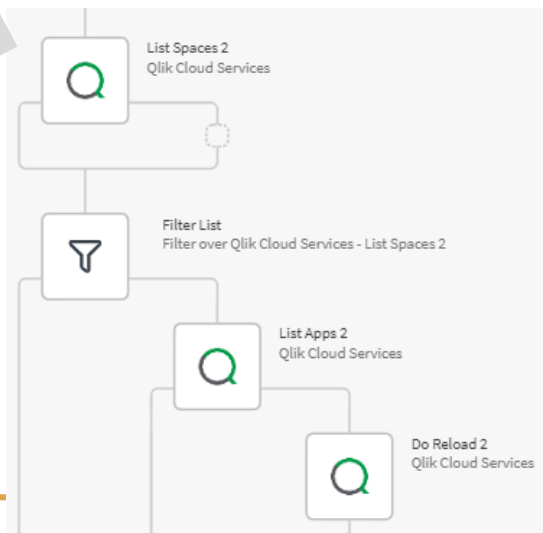 List Spaces 2
Qlik Cloud Services
Filter List
Filter over Qlik Cloud Services - List Spaces 2
List Apps 2
Qlik Cloud Services
Do Reload 2
Qlik Cloud Services